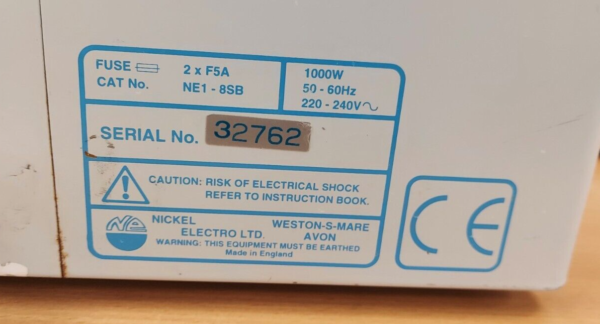 FUSE 2 x F5A
CAT No. NE1 - 8SB
1000W
50 - 60Hz
220 - 240V~
SERIAL No. 32762
CAUTION: RISK OF ELECTRICAL SHOCK
REFER TO INSTRUCTION BOOK.
Ne
NICKEL
ELECTRO LTD.
WESTON-S-MARE
AVON
WARNING: THIS EQUIPMENT MUST BE EARTHED
Made in England
CE